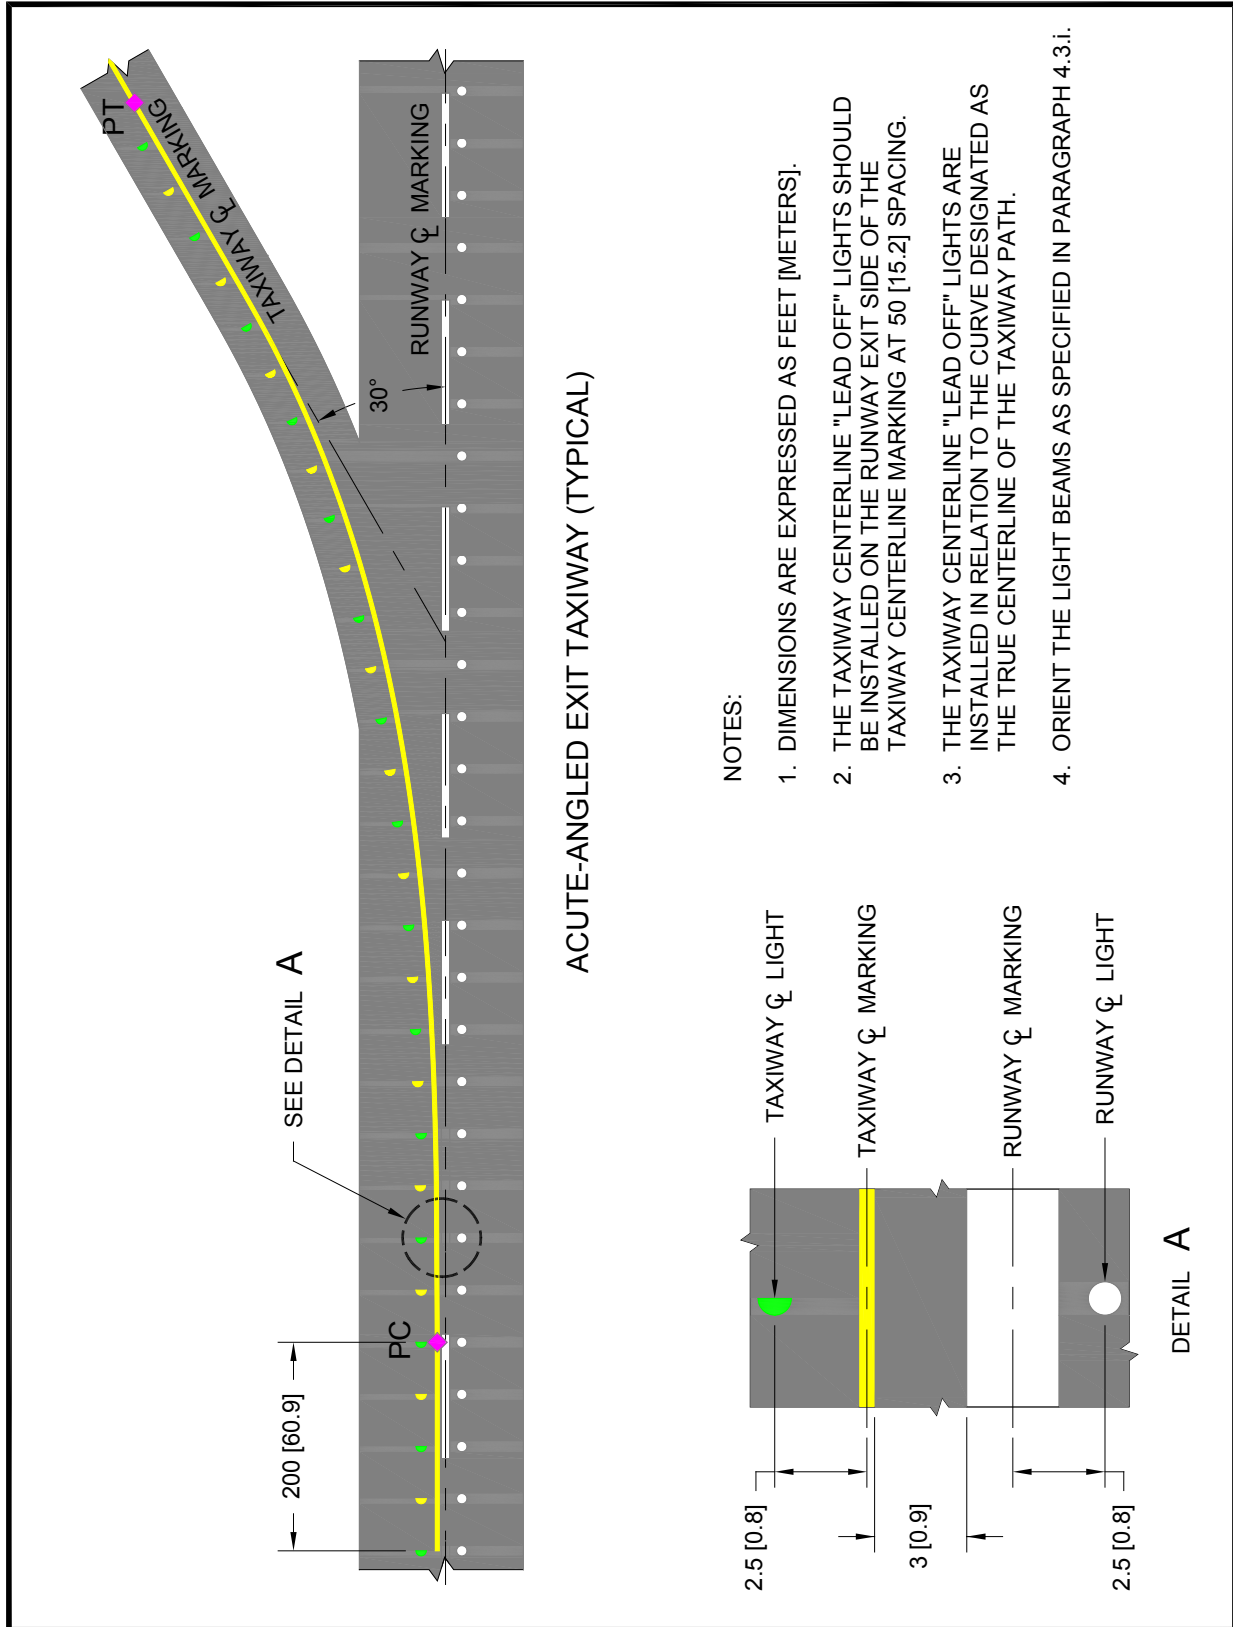 PT
TAXIWAY ℄ MARKING
RUNWAY ℄ MARKING
30°
SEE DETAIL A
PC
200 [60.9]
ACUTE-ANGLED EXIT TAXIWAY (TYPICAL)
TAXIWAY ℄ LIGHT
TAXIWAY ℄ MARKING
RUNWAY ℄ MARKING
RUNWAY ℄ LIGHT
2.5 [0.8]
3 [0.9]
2.5 [0.8]
DETAIL A
NOTES:
1. DIMENSIONS ARE EXPRESSED AS FEET [METERS].
2. THE TAXIWAY CENTERLINE "LEAD OFF" LIGHTS SHOULD
BE INSTALLED ON THE RUNWAY EXIT SIDE OF THE
TAXIWAY CENTERLINE MARKING AT 50 [15.2] SPACING.
3. THE TAXIWAY CENTERLINE "LEAD OFF" LIGHTS ARE
INSTALLED IN RELATION TO THE CURVE DESIGNATED AS
THE TRUE CENTERLINE OF THE TAXIWAY PATH.
4. ORIENT THE LIGHT BEAMS AS SPECIFIED IN PARAGRAPH 4.3.i.